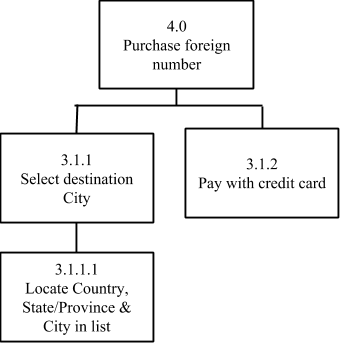 4.0
Purchase foreign
number
3.1.1
Select destination
City
3.1.2
Pay with credit card
3.1.1.1
Locate Country,
State/Province &
City in list